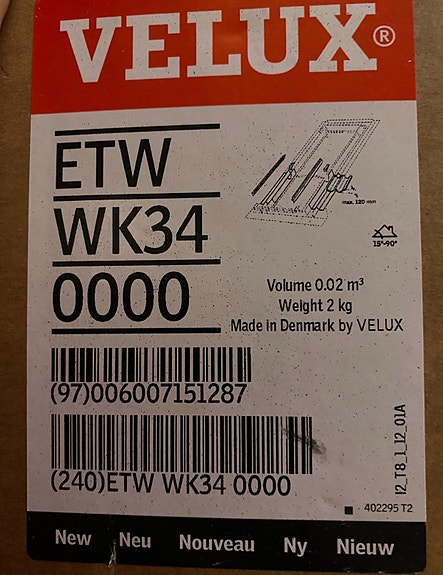 VELUX®
ETW
WK34
0000
max. 120 mm
15°-90°
Volume 0.02 m³
Weight 2 kg
Made in Denmark by VELUX
(97)006007151287
(240)ETW WK34 0000
I2_T8_1_I2_01A
402295 T2
New Neu Nouveau Ny Nieuw